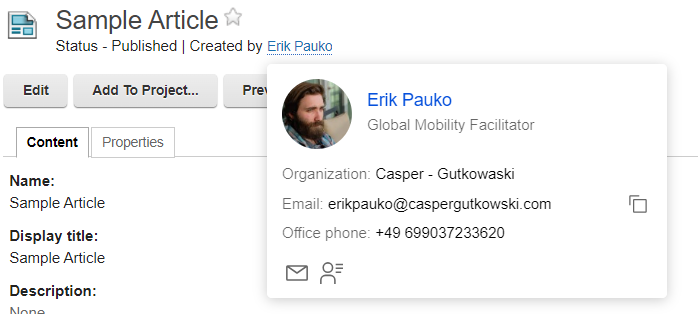 Sample Article
Status - Published | Created by Erik Pauko
Edit
Add To Project...
Prev
Erik Pauko
Global Mobility Facilitator
Content
Properties
Organization: Casper - Gutkowaski
Email: erikpauko@caspergutkowski.com
Office phone: +49 699037233620
Name:
Sample Article
Display title:
Sample Article
Description:
None